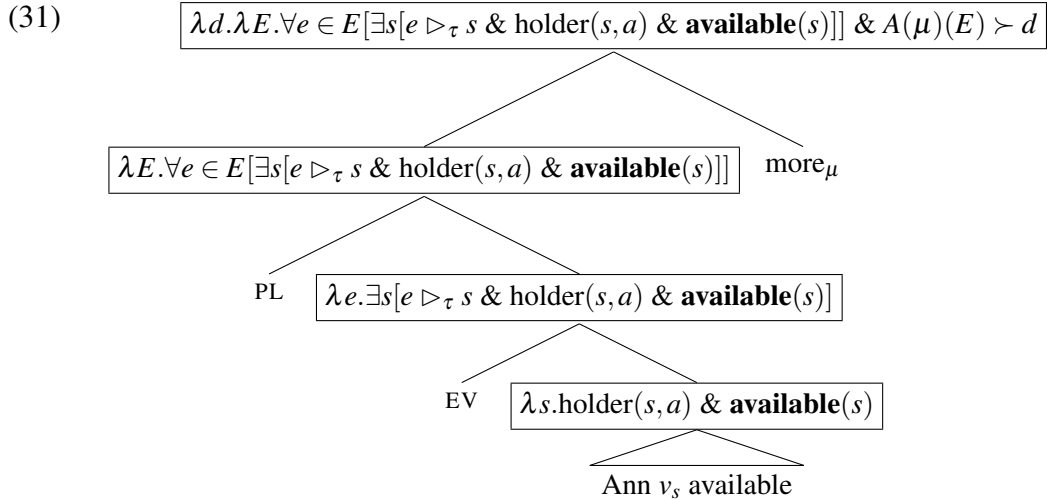 (31)
λd.λE.∀e ∈ E[∃s[e ▷τ s & holder(s,a) & available(s)]] & A(μ)(E) ≻ d
λE.∀e ∈ E[∃s[e ▷τ s & holder(s,a) & available(s)]]
moreμ
PL
λe.∃s[e ▷τ s & holder(s,a) & available(s)]
EV
λs.holder(s,a) & available(s)
Ann vs available